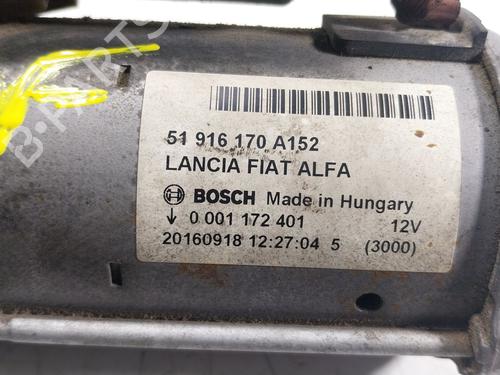 51 916 170 A152
LANCIA FIAT ALFA
BOSCH Made in Hungary
↓ 0 001 172 401 12V
20160918 12:27:04 5 (3000)
B-PARTS